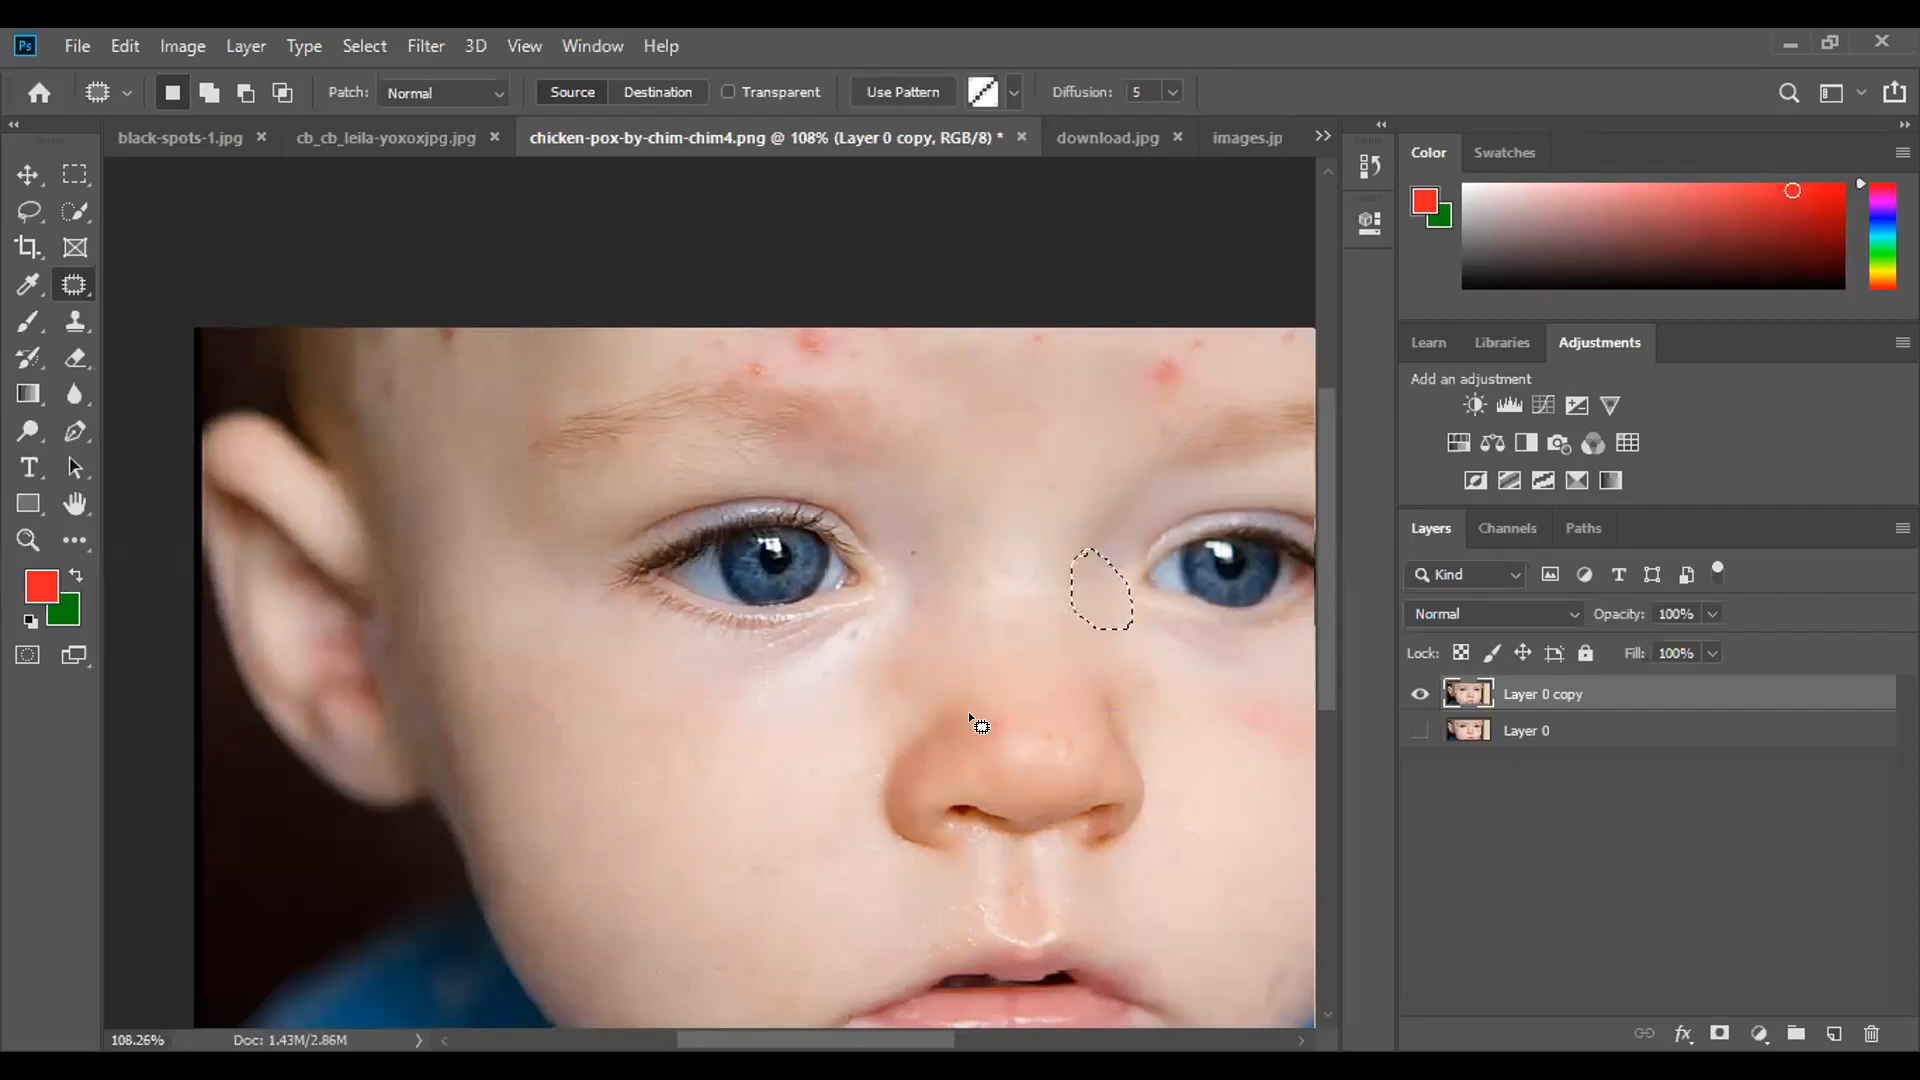 Ps File Edit Image Layer Type Select Filter 3D View Window Help
Patch: Normal Source Destination Transparent Use Pattern Diffusion: 5
black-spots-1.jpg cb_cb_leila-yoxoxjpg.jpg chicken-pox-by-chim-chim4.png @ 108% (Layer 0 copy, RGB/8) * download.jpg images.jp
Color Swatches
Learn Libraries Adjustments
Add an adjustment
Layers Channels Paths
Kind
Normal Opacity: 100%
Lock: Fill: 100%
Layer 0 copy
Layer 0
108.26% Doc: 1.43M/2.86M